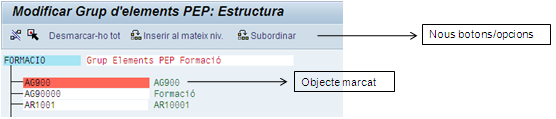 Modificar Grup d'elements PEP: Estructura
Desmarcar-ho tot Inserir al mateix niv. Subordinar
Nous botons/opcions
FORMACIO Grup Elements PEP Formació
AG900 AG900
Objecte marcat
AG90000 Formació
AR1001 AR10001